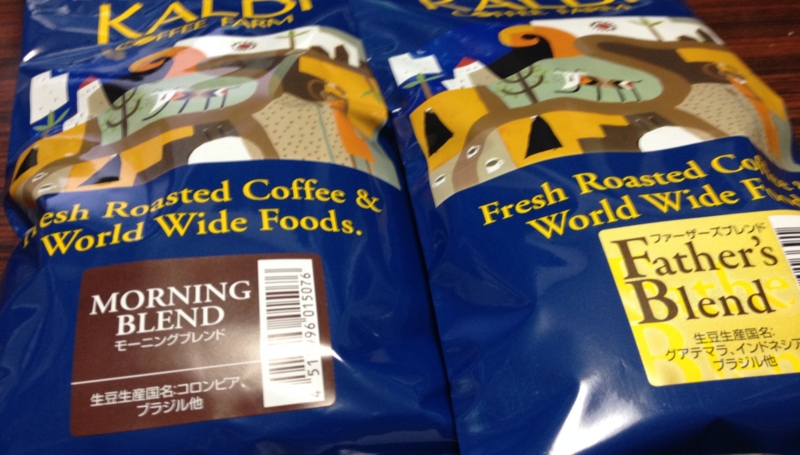 KALDI
COFFEE FARM
Fresh Roasted Coffee &
World Wide Foods.
MORNING
BLEND
モーニングブレンド
生豆生産国名:コロンビア、
ブラジル他
KALDI
COFFEE FARM
Fresh Roasted
World Wide
ファーザーズブレンド
Father's
Blend
生豆生産国名:
グアテマラ、インドネシア
ブラジル他